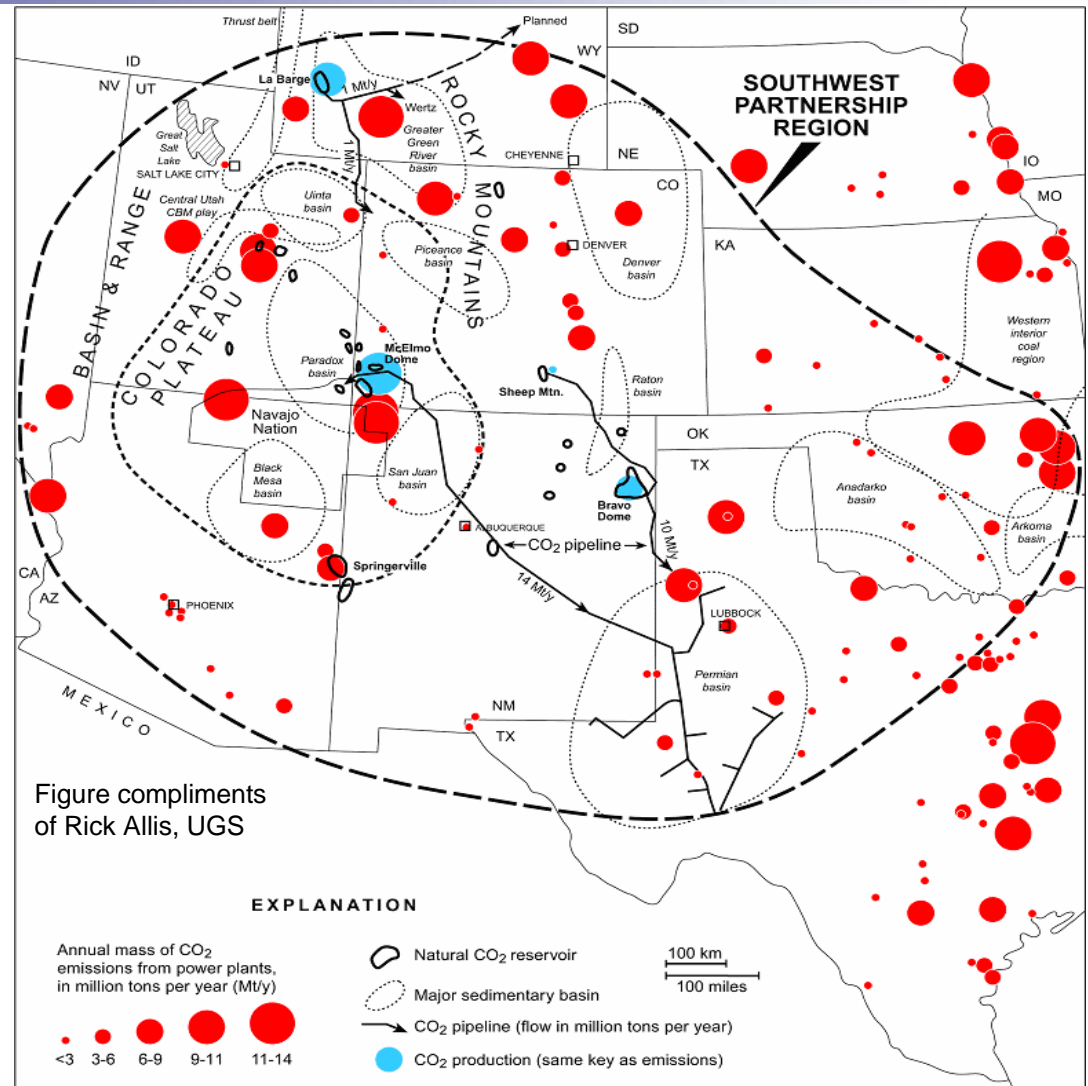 Thrust belt
Planned
SD
WY
ID
NV
UT
La Barge
1 Mt/y
Wertz
ROCKY
MOUNTAINS
SOUTHWEST
PARTNERSHIP
REGION
Great
Salt
Lake
SALT LAKE CITY
1 Mt/y
Greater
Green
River
basin
CHEYENNE
NE
IO
MO
CO
KA
Central Utah
CBM play
Uinta
basin
Piceance
basin
DENVER
Denver
basin
BASIN & RANGE
COLORADO
PLATEAU
Western
interior
coal
region
Paradox
basin
McElmo
Dome
Sheep Mtn.
Raton
basin
Navajo
Nation
OK
TX
Black
Mesa
basin
San Juan
basin
Bravo
Dome
Anadarko
basin
Arkoma
basin
ALBUQUERQUE
CO2 pipeline
10 Mt/y
14 Mt/y
Springerville
CA
AZ
PHOENIX
LUBBOCK
Permian
basin
MEXICO
NM
TX
Figure compliments
of Rick Allis, UGS
EXPLANATION
Annual mass of CO2
emissions from power plants,
in million tons per year (Mt/y)
<3 3-6 6-9 9-11 11-14
Natural CO2 reservoir
Major sedimentary basin
CO2 pipeline (flow in million tons per year)
CO2 production (same key as emissions)
100 km
100 miles